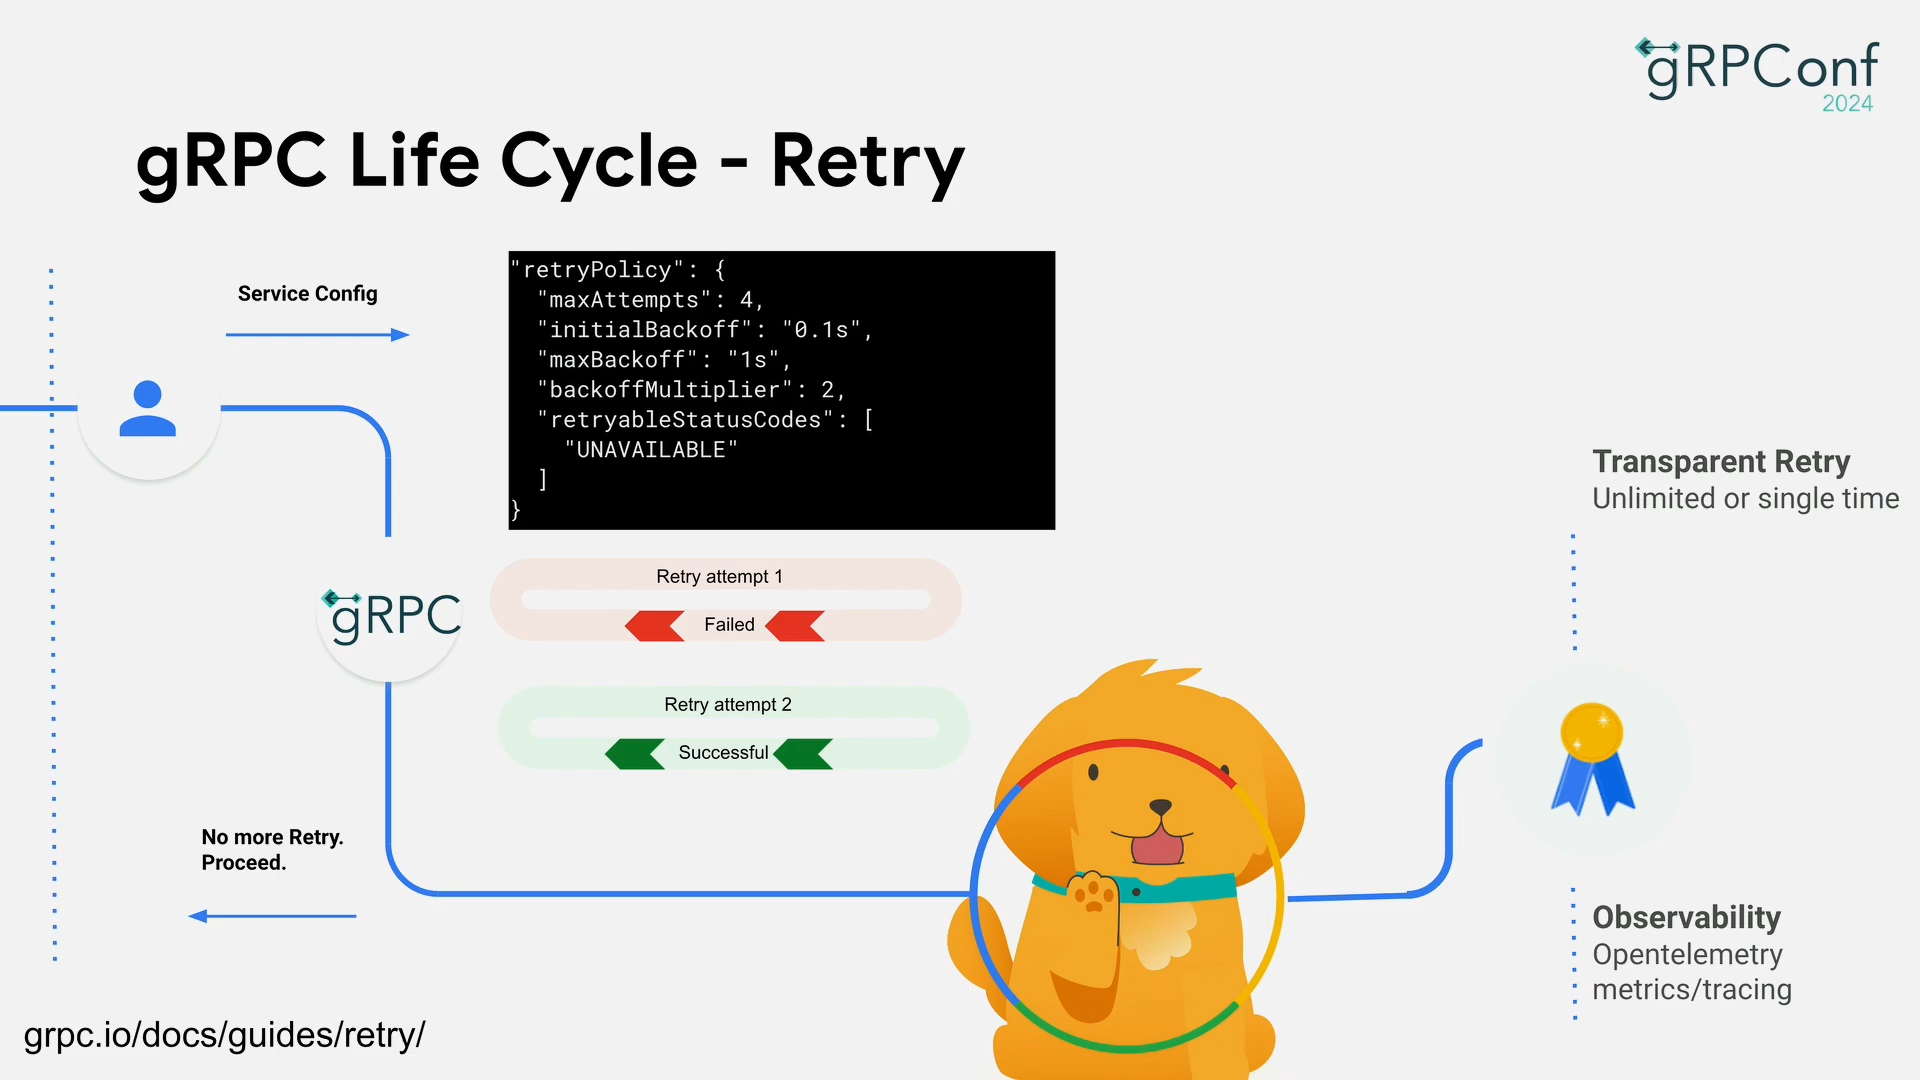 gRPConf
2024
gRPC Life Cycle - Retry
Service Config
"retryPolicy": {
"maxAttempts": 4,
"initialBackoff": "0.1s",
"maxBackoff": "1s",
"backoffMultiplier": 2,
"retryableStatusCodes": [
"UNAVAILABLE"
]
}
Transparent Retry
Unlimited or single time
gRPC
Retry attempt 1
Failed
Retry attempt 2
Successful
No more Retry.
Proceed.
Observability
Opentelemetry
metrics/tracing
grpc.io/docs/guides/retry/